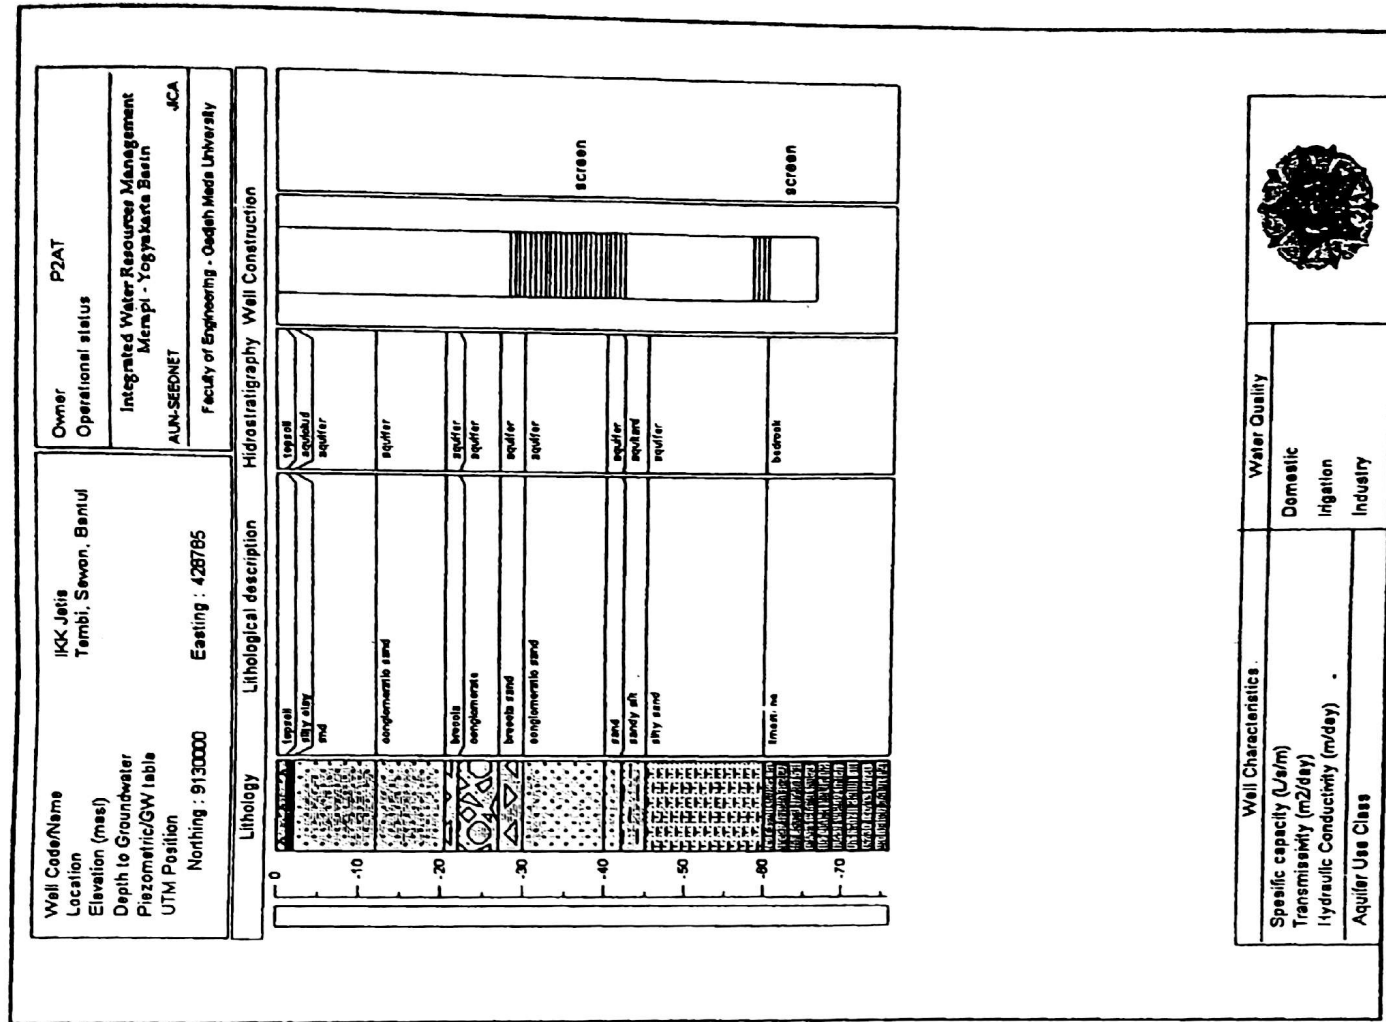 Well Code/Name IKK Jetis
Location Tembi, Sewon, Bantul
Elevation (masl)
Depth to Groundwater
Piezometric/GW table
UTM Position
Northing : 9130000 Easting : 428785
Owner P2AT
Operational status
Integrated Water Resources Management
Merapi - Yogyakarta Basin
AUN-SEEDNET JICA
Faculty of Engineering - Gadjah Mada University
Lithology Lithological description Hidrostratigraphy Well Construction
0
-10
-20
-30
-40
-50
-60
-70
topsoil
silty clay
snd
conglomeratic sand
breccia
conglomerate
breccia sand
conglomeratic sand
sand
sandy silt
silty sand
topsoil
aquiclud
aquifer
aquifer
aquifer
aquifer
aquifer
aquifer
aquifer
aquitard
aquifer
bedrock
screen
screen
Well Characteristics
Spesific capacity (L/s/m)
Transmissivity (m2/day)
Hydraulic Conductivity (m/day)
Aquifer Use Class
Water Quality
Domestic
Irigation
Industry